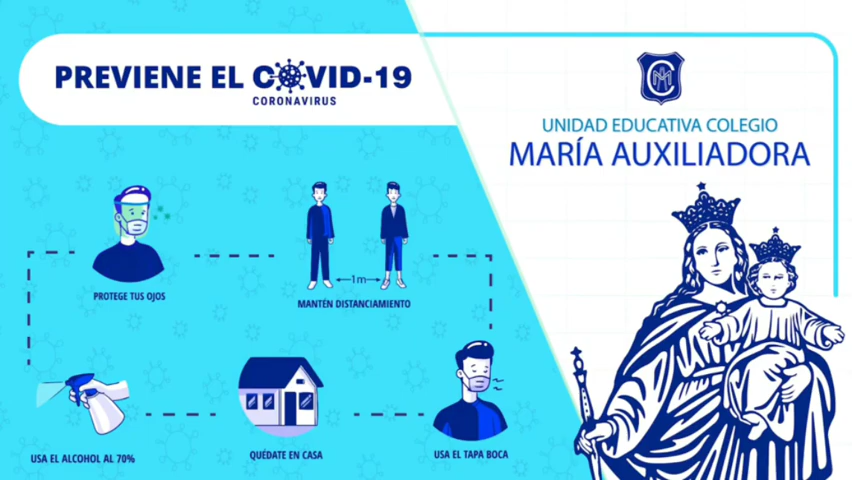 PREVIENE EL COVID-19
CORONAVIRUS
UNIDAD EDUCATIVA COLEGIO
MARÍA AUXILIADORA
PROTEGE TUS OJOS
1m
MANTÉN DISTANCIAMIENTO
USA EL ALCOHOL AL 70%
QUÉDATE EN CASA
USA EL TAPA BOCA